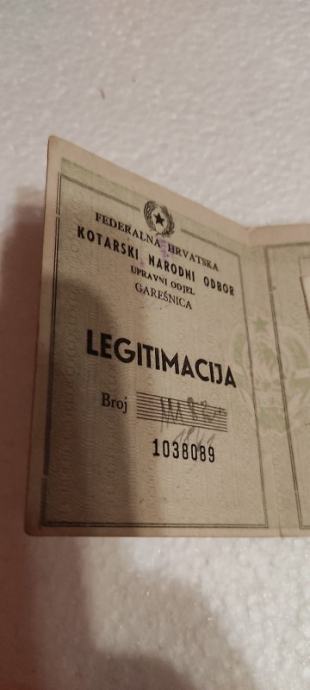 FEDERALNA HRVATSKA
KOTARSKI NARODNI ODBOR
UPRAVNI ODJEL
GAREŠNICA
LEGITIMACIJA
Broj
1038089